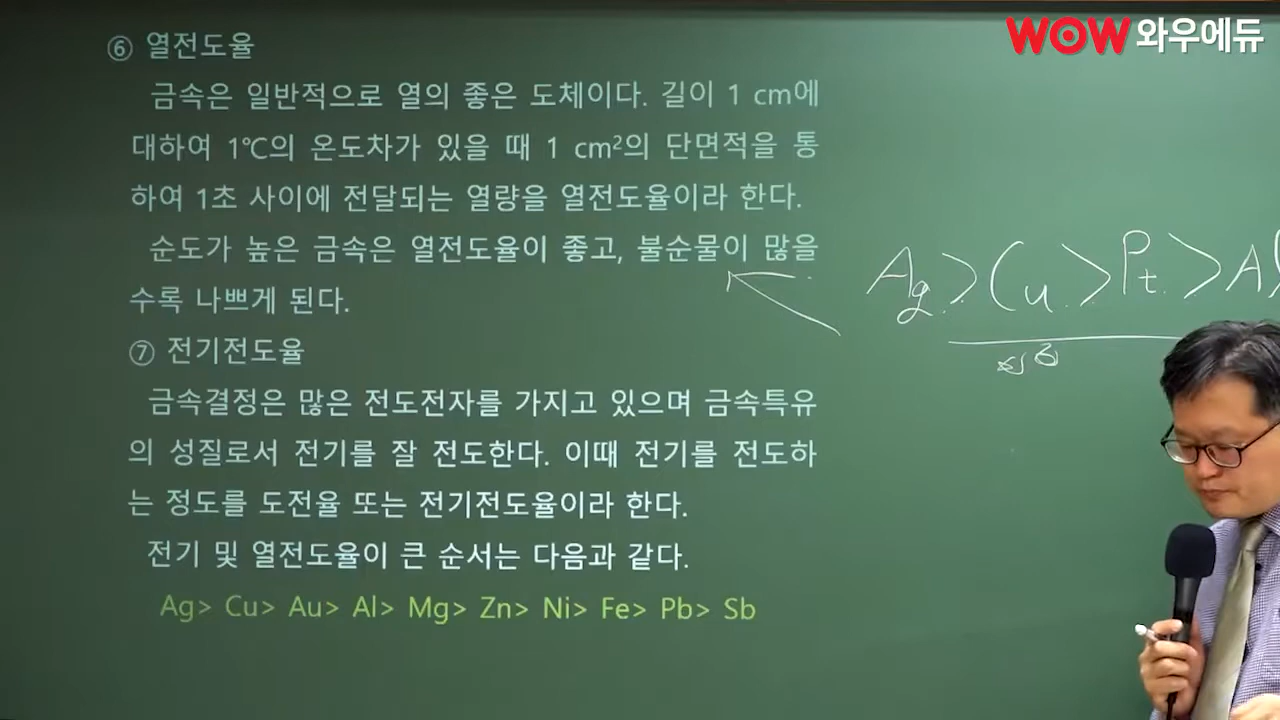 WOW 와우에듀
⑥ 열전도율
금속은 일반적으로 열의 좋은 도체이다. 길이 1 cm에
대하여 1℃의 온도차가 있을 때 1 cm²의 단면적을 통
하여 1초 사이에 전달되는 열량을 열전도율이라 한다.
순도가 높은 금속은 열전도율이 좋고, 불순물이 많을
수록 나쁘게 된다.
Ag > Cu > Pt > Al
⑦ 전기전도율
금속결정은 많은 전도전자를 가지고 있으며 금속특유
의 성질로서 전기를 잘 전도한다. 이때 전기를 전도하
는 정도를 도전율 또는 전기전도율이라 한다.
전기 및 열전도율이 큰 순서는 다음과 같다.
Ag> Cu> Au> Al> Mg> Zn> Ni> Fe> Pb> Sb